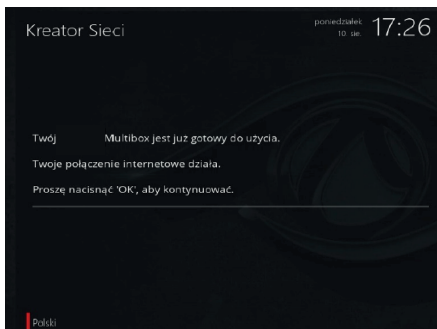 Kreator Sieci
poniedziałek
10. sie.
17:26
Twój Multibox jest już gotowy do użycia.
Twoje połączenie internetowe działa.
Proszę nacisnąć 'OK', aby kontynuować.
Polski